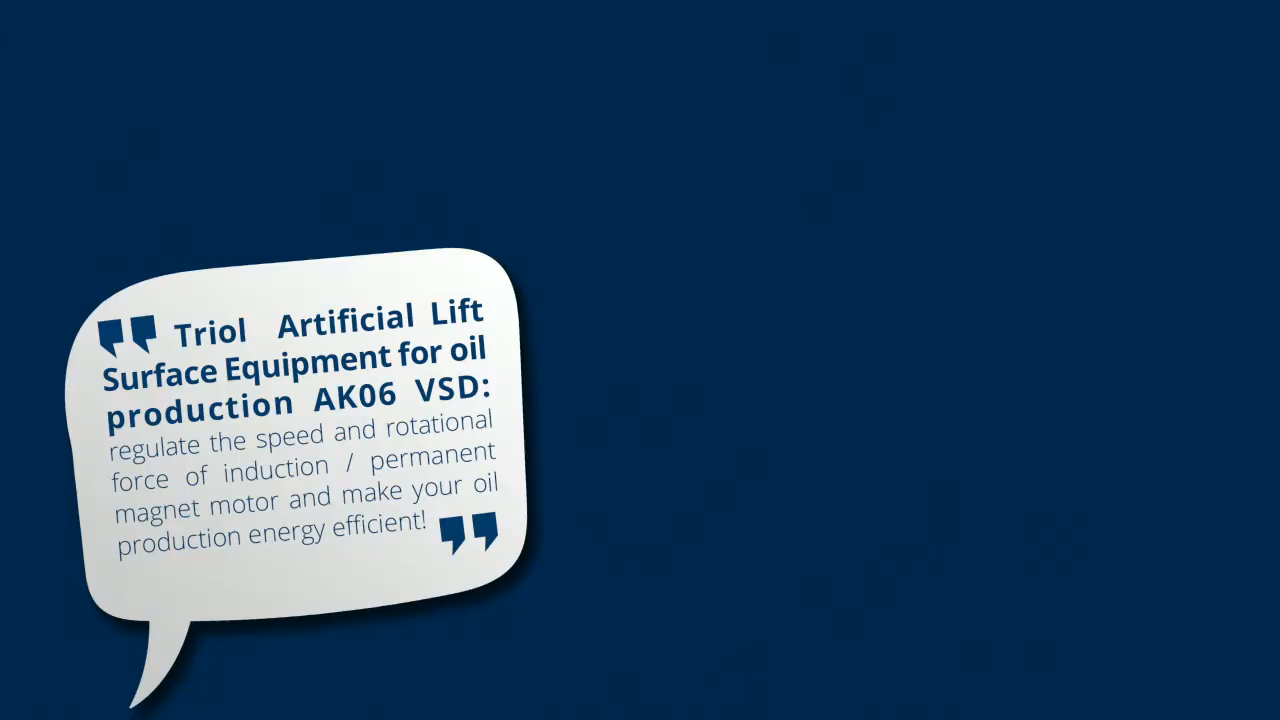 " Triol Artificial Lift
Surface Equipment for oil
production AK06 VSD:
regulate the speed and rotational
force of induction / permanent
magnet motor and make your oil
production energy efficient! "